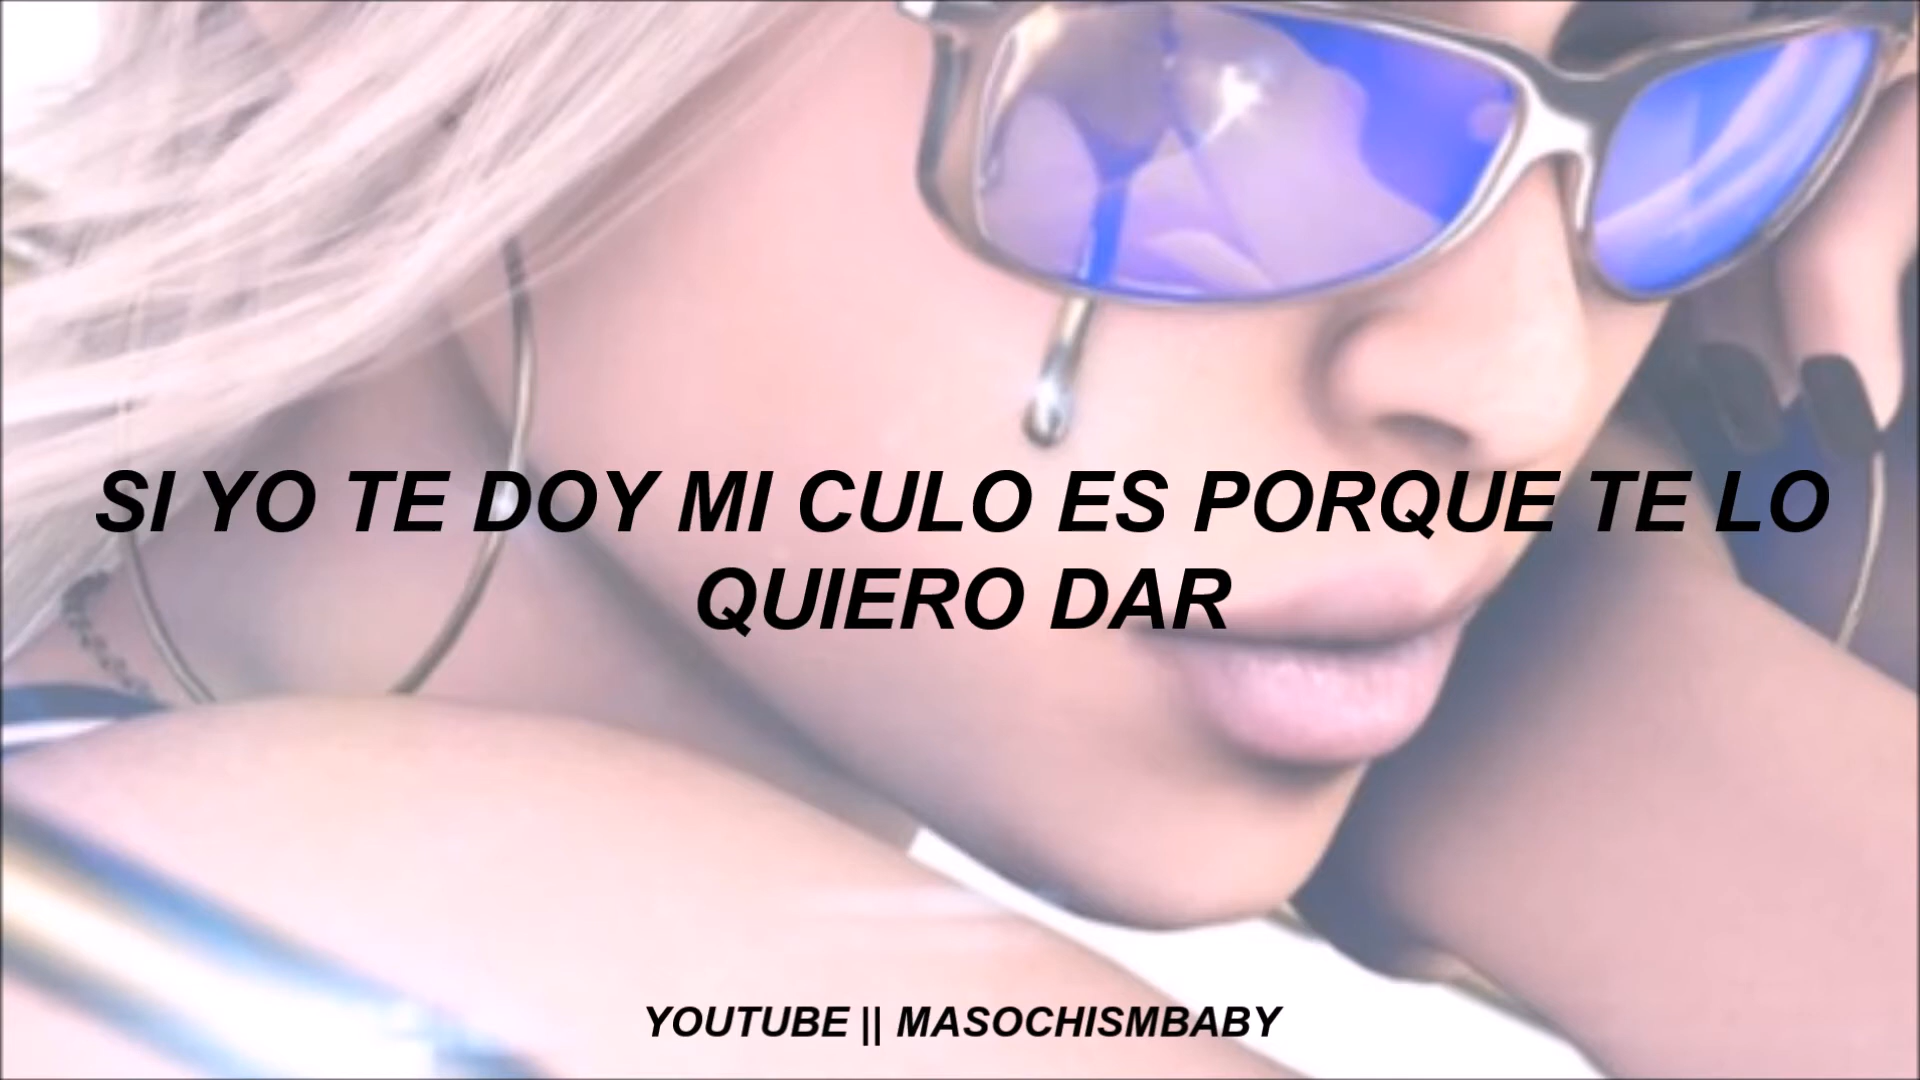 SI YO TE DOY MI CULO ES PORQUE TE LO
QUIERO DAR
YOUTUBE || MASOCHISMBABY